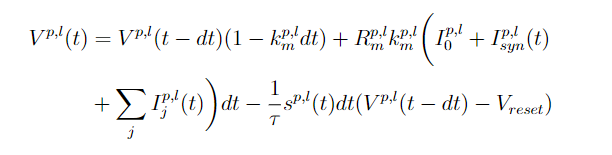 $V^{p,l}(t) = V^{p,l}(t - dt)(1 - k_m^{p,l}dt) + R_m^{p,l}k_m^{p,l}\Big(I_0^{p,l} + I_{syn}^{p,l}(t)$
$+ \sum_j I_j^{p,l}(t)\Big)dt - \frac{1}{\tau}s^{p,l}(t)dt(V^{p,l}(t - dt) - V_{reset})$